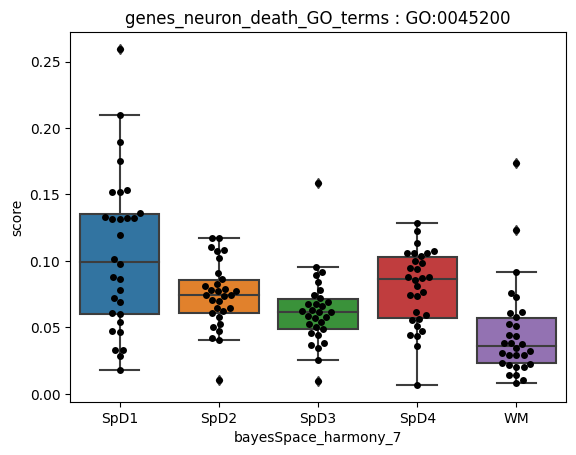 genes_neuron_death_GO_terms : GO:0045200
0.25
0.20
0.15
0.10
0.05
0.00
score
SpD1 SpD2 SpD3 SpD4 WM
bayesSpace_harmony_7